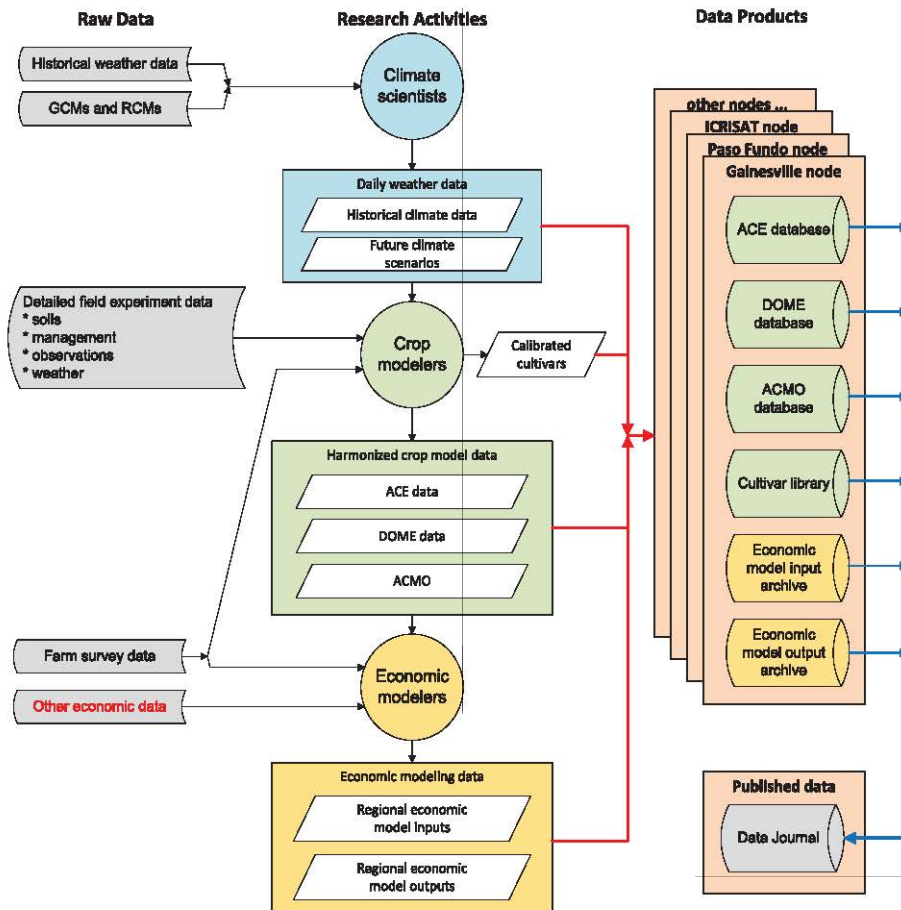 Raw Data
Research Activities
Data Products
Historical weather data
GCMs and RCMs
Climate
scientists
Daily weather data
Historical climate data
Future climate
scenarios
Detailed field experiment data
* soils
* management
* observations
* weather
Crop
modelers
Calibrated
cultivars
Harmonized crop model data
ACE data
DOME data
ACMO
Farm survey data
Other economic data
Economic
modelers
Economic modeling data
Regional economic
model inputs
Regional economic
model outputs
other nodes ...
ICRISAT node
Paso Fundo node
Gainesville node
ACE database
DOME
database
ACMO
database
Cultivar library
Economic
model input
archive
Economic
model output
archive
Published data
Data Journal